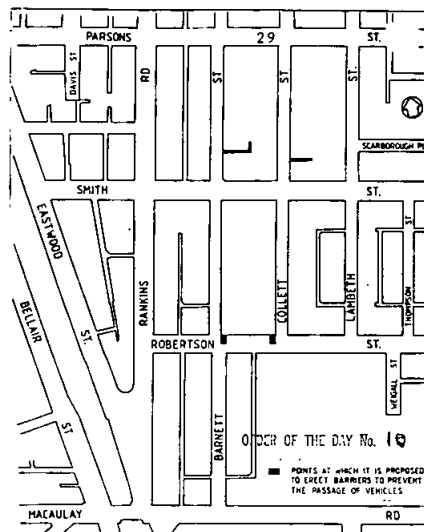 PARSONS 29 ST.
DAVIS ST
RD
ST
ST
ST.
SCARBOROUGH PL
SMITH ST.
EASTWOOD ST.
BELLAIR ST
RANKINS
COLLETT
LAMBETH
THOMPSON ST
ROBERTSON ST.
BARNETT
WEIGALL ST
ORDER OF THE DAY No. 10
POINTS AT WHICH IT IS PROPOSED
TO ERECT BARRIERS TO PREVENT
THE PASSAGE OF VEHICLES
MACAULAY RD